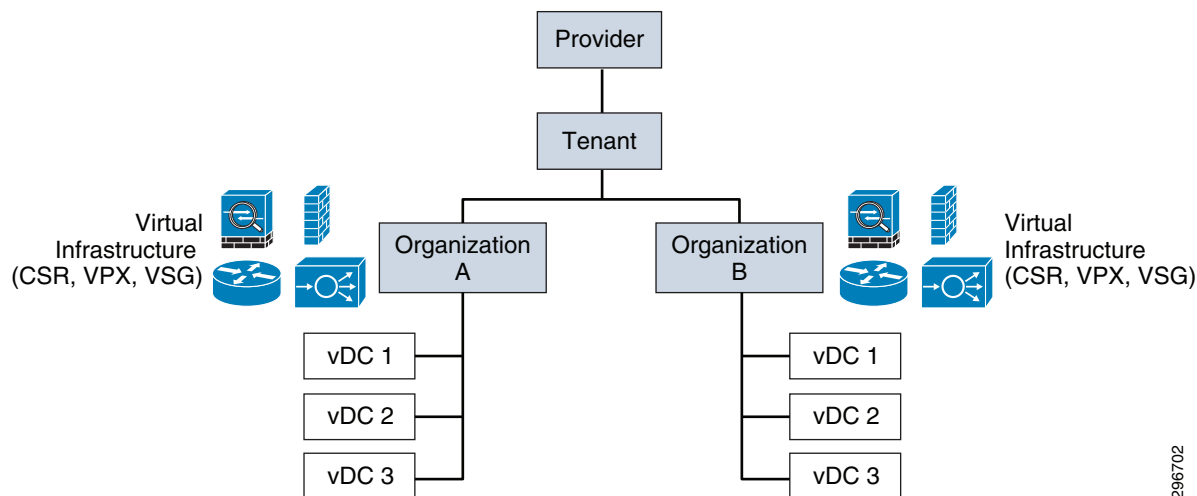 Provider
Tenant
Virtual
Infrastructure
(CSR, VPX, VSG)
Organization
A
Organization
B
Virtual
Infrastructure
(CSR, VPX, VSG)
vDC 1
vDC 2
vDC 3
vDC 1
vDC 2
vDC 3
296702